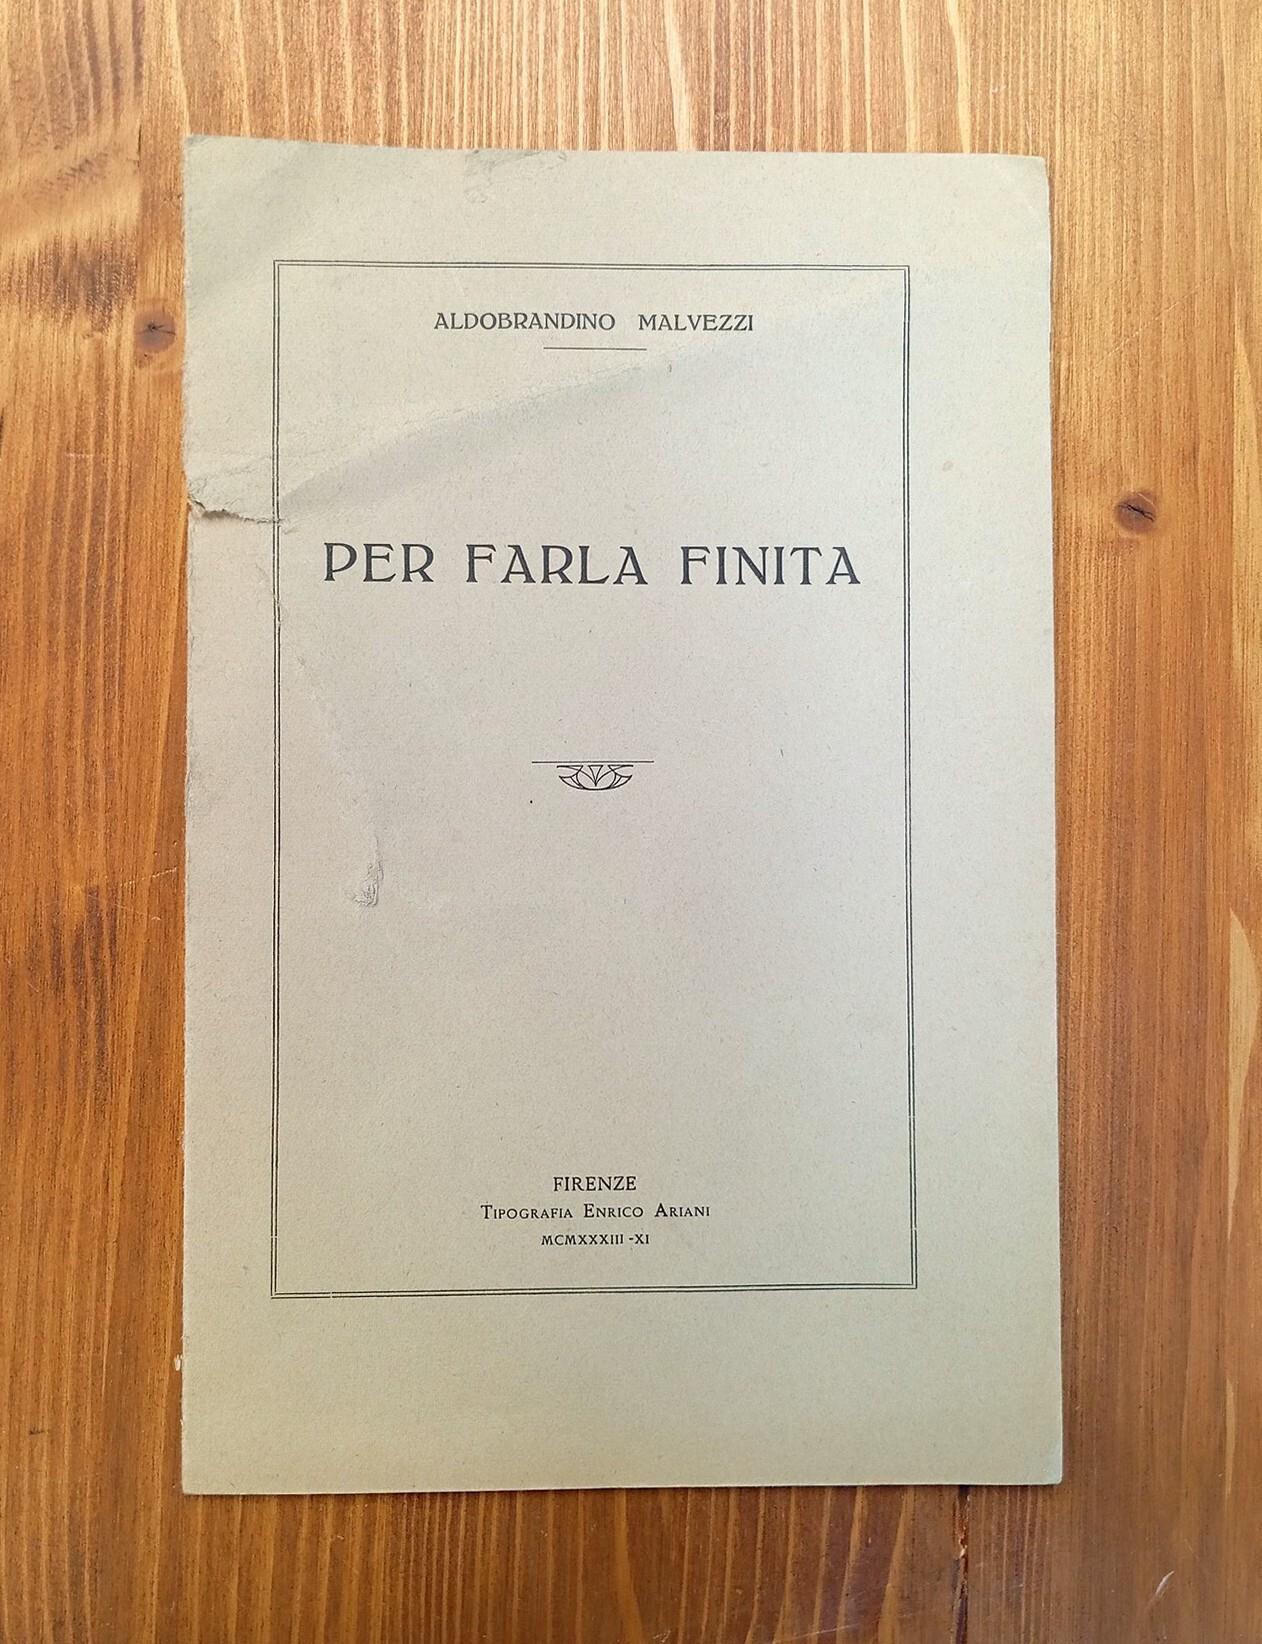 ALDOBRANDINO MALVEZZI
PER FARLA FINITA
FIRENZE
Tipografia Enrico Ariani
MCMXXXIII-XI